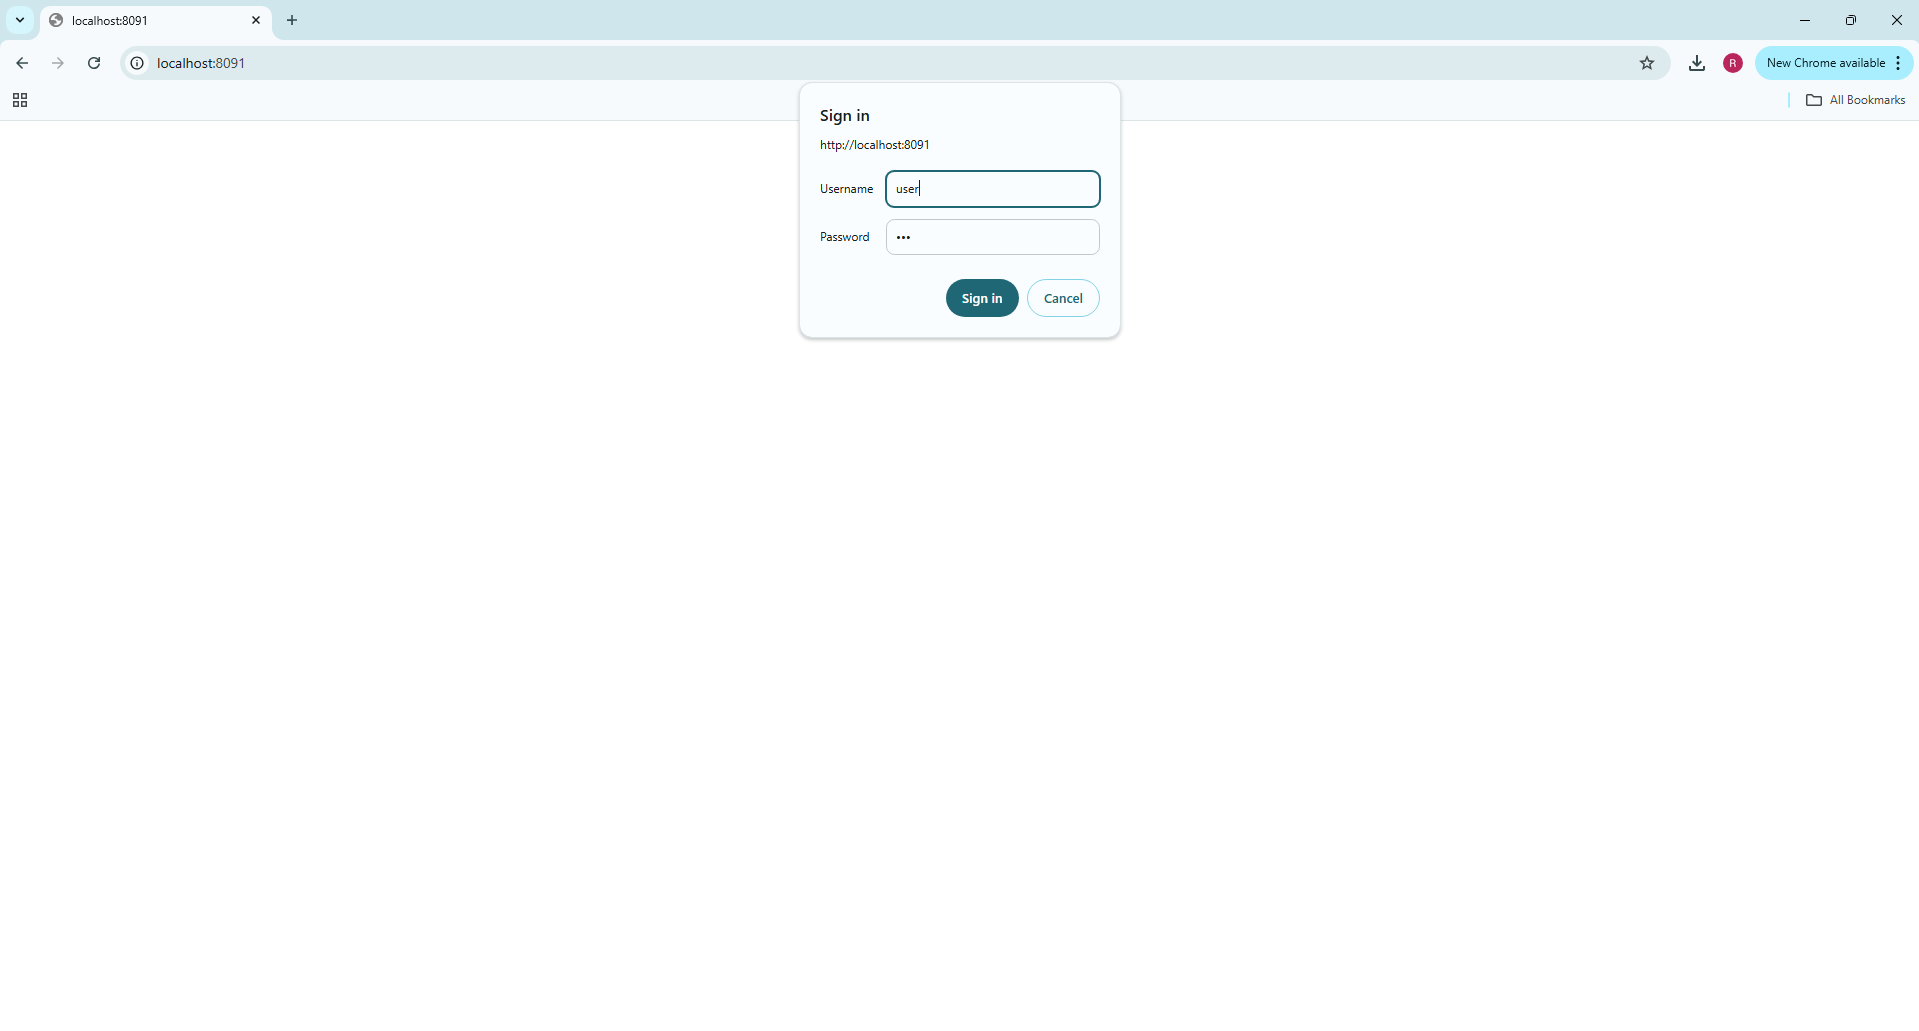 localhost:8091
localhost:8091
R
New Chrome available
All Bookmarks
Sign in
http://localhost:8091
Username
user
Password
•••
Sign in
Cancel